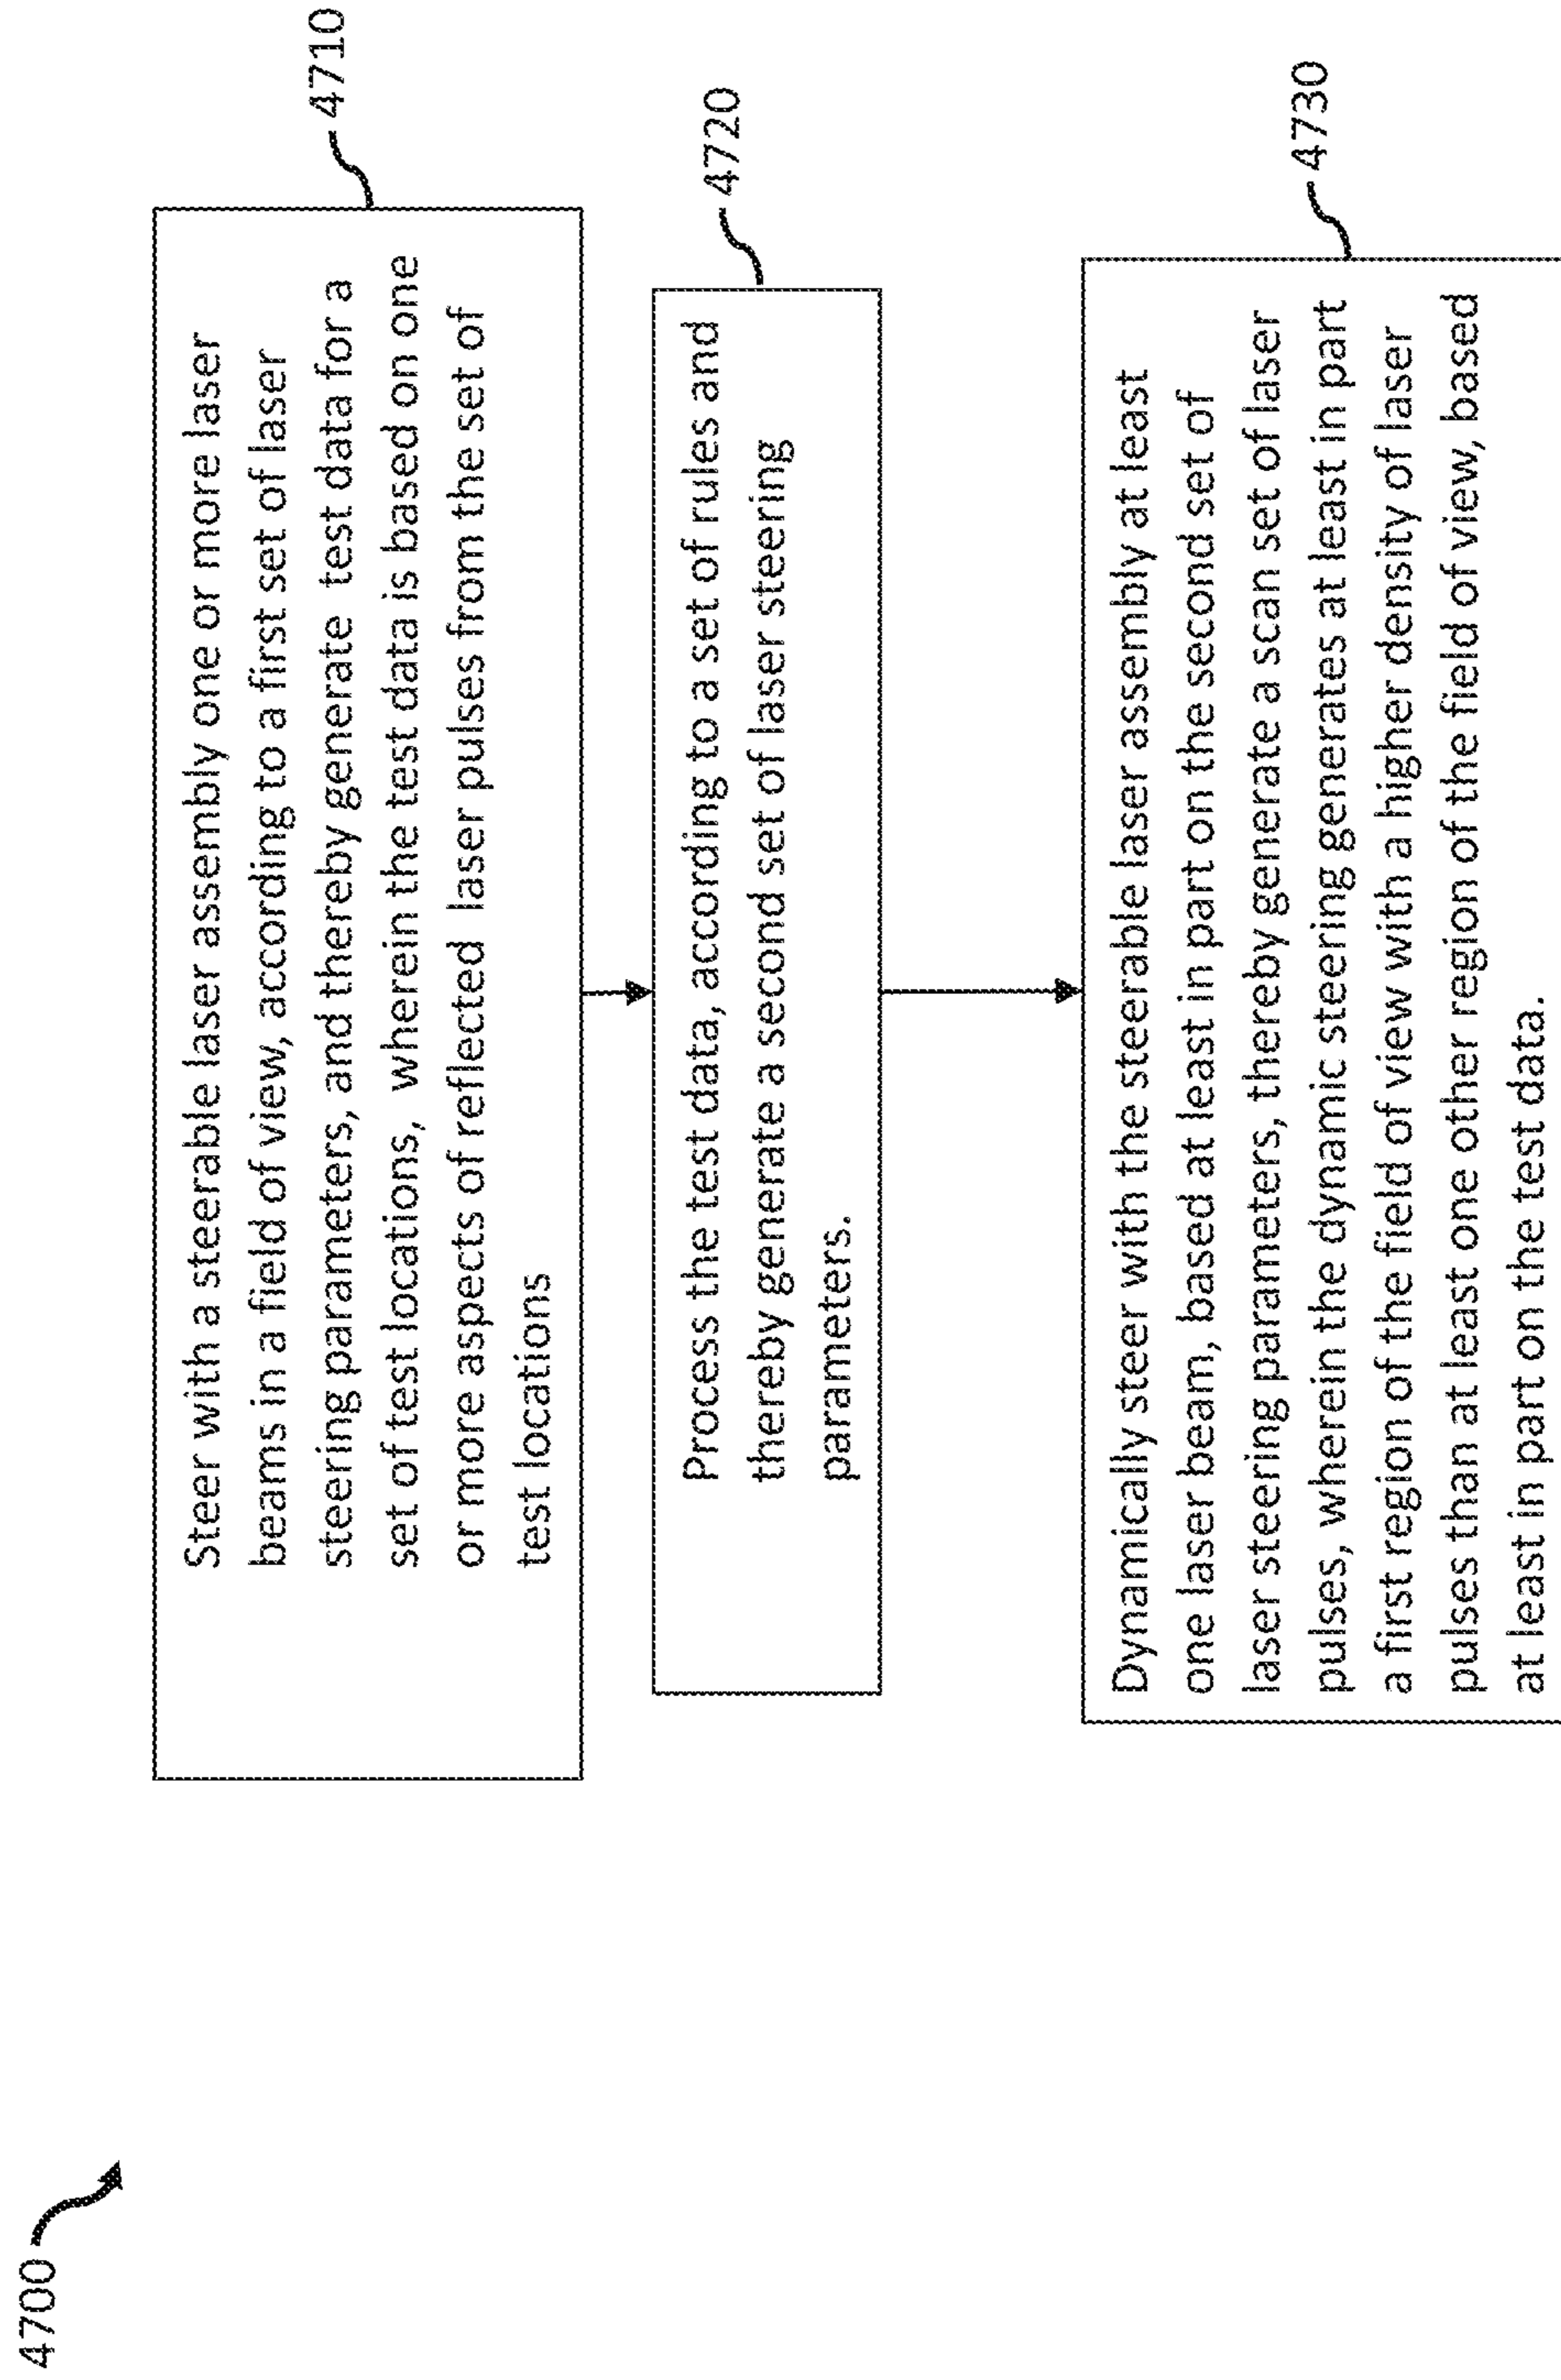 4700
Steer with a steerable laser assembly one or more laser
beams in a field of view, according to a first set of laser
steering parameters, and thereby generate test data for a
set of test locations, wherein the test data is based on one
or more aspects of reflected laser pulses from the set of
test locations
4710
Process the test data, according to a set of rules and
thereby generate a second set of laser steering
parameters.
4720
Dynamically steer with the steerable laser assembly at least
one laser beam, based at least in part on the second set of
laser steering parameters, thereby generate a scan set of laser
pulses, wherein the dynamic steering generates at least in part
a first region of the field of view with a higher density of laser
pulses than at least one other region of the field of view, based
at least in part on the test data.
4730